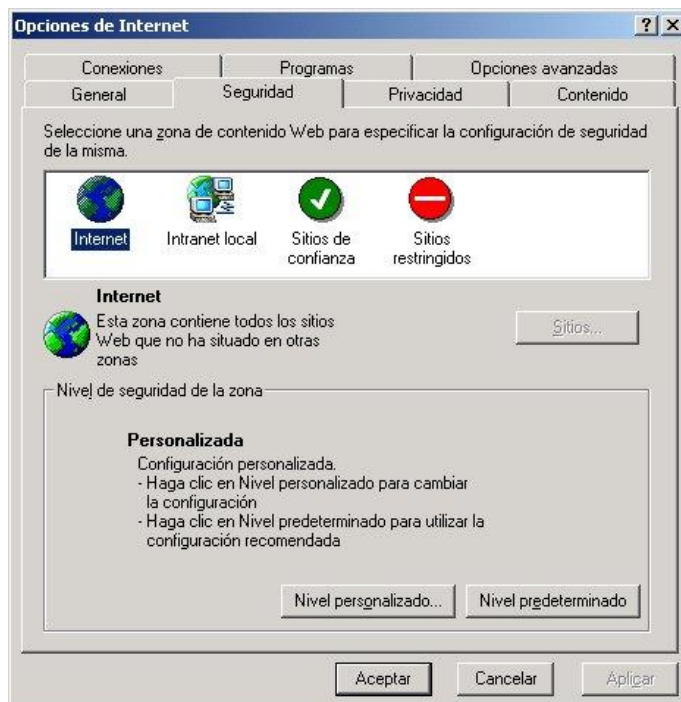 Opciones de Internet
Conexiones
Programas
Opciones avanzadas
General
Seguridad
Privacidad
Contenido
Seleccione una zona de contenido Web para especificar la configuración de seguridad
de la misma.
Internet
Intranet local
Sitios de
confianza
Sitios
restringidos
Internet
Esta zona contiene todos los sitios
Web que no ha situado en otras
zonas
Sitios...
Nivel de seguridad de la zona
Personalizada
Configuración personalizada.
- Haga clic en Nivel personalizado para cambiar
la configuración
- Haga clic en Nivel predeterminado para utilizar la
configuración recomendada
Nivel personalizado...
Nivel predeterminado
Aceptar
Cancelar
Aplicar